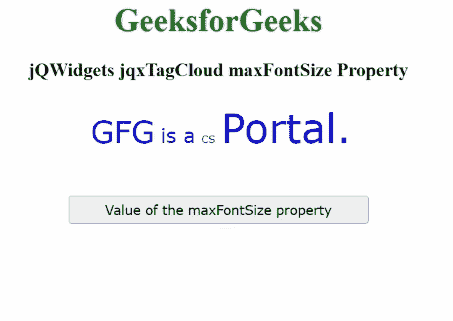 GeeksforGeeks
jQWidgets jqxTagCloud maxFontSize Property
GFG is a cs Portal.
Value of the maxFontSize property